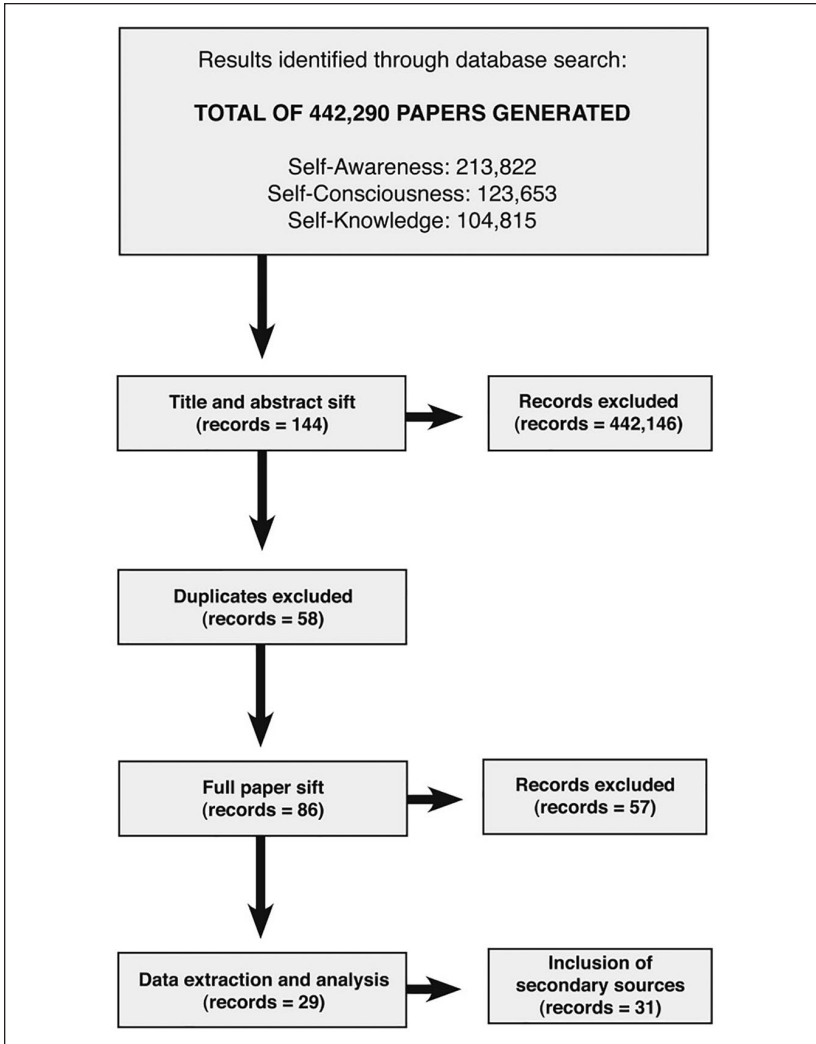 Results identified through database search:
TOTAL OF 442,290 PAPERS GENERATED
Self-Awareness: 213,822
Self-Consciousness: 123,653
Self-Knowledge: 104,815
Title and abstract sift
(records = 144)
Records excluded
(records = 442,146)
Duplicates excluded
(records = 58)
Full paper sift
(records = 86)
Records excluded
(records = 57)
Data extraction and analysis
(records = 29)
Inclusion of
secondary sources
(records = 31)